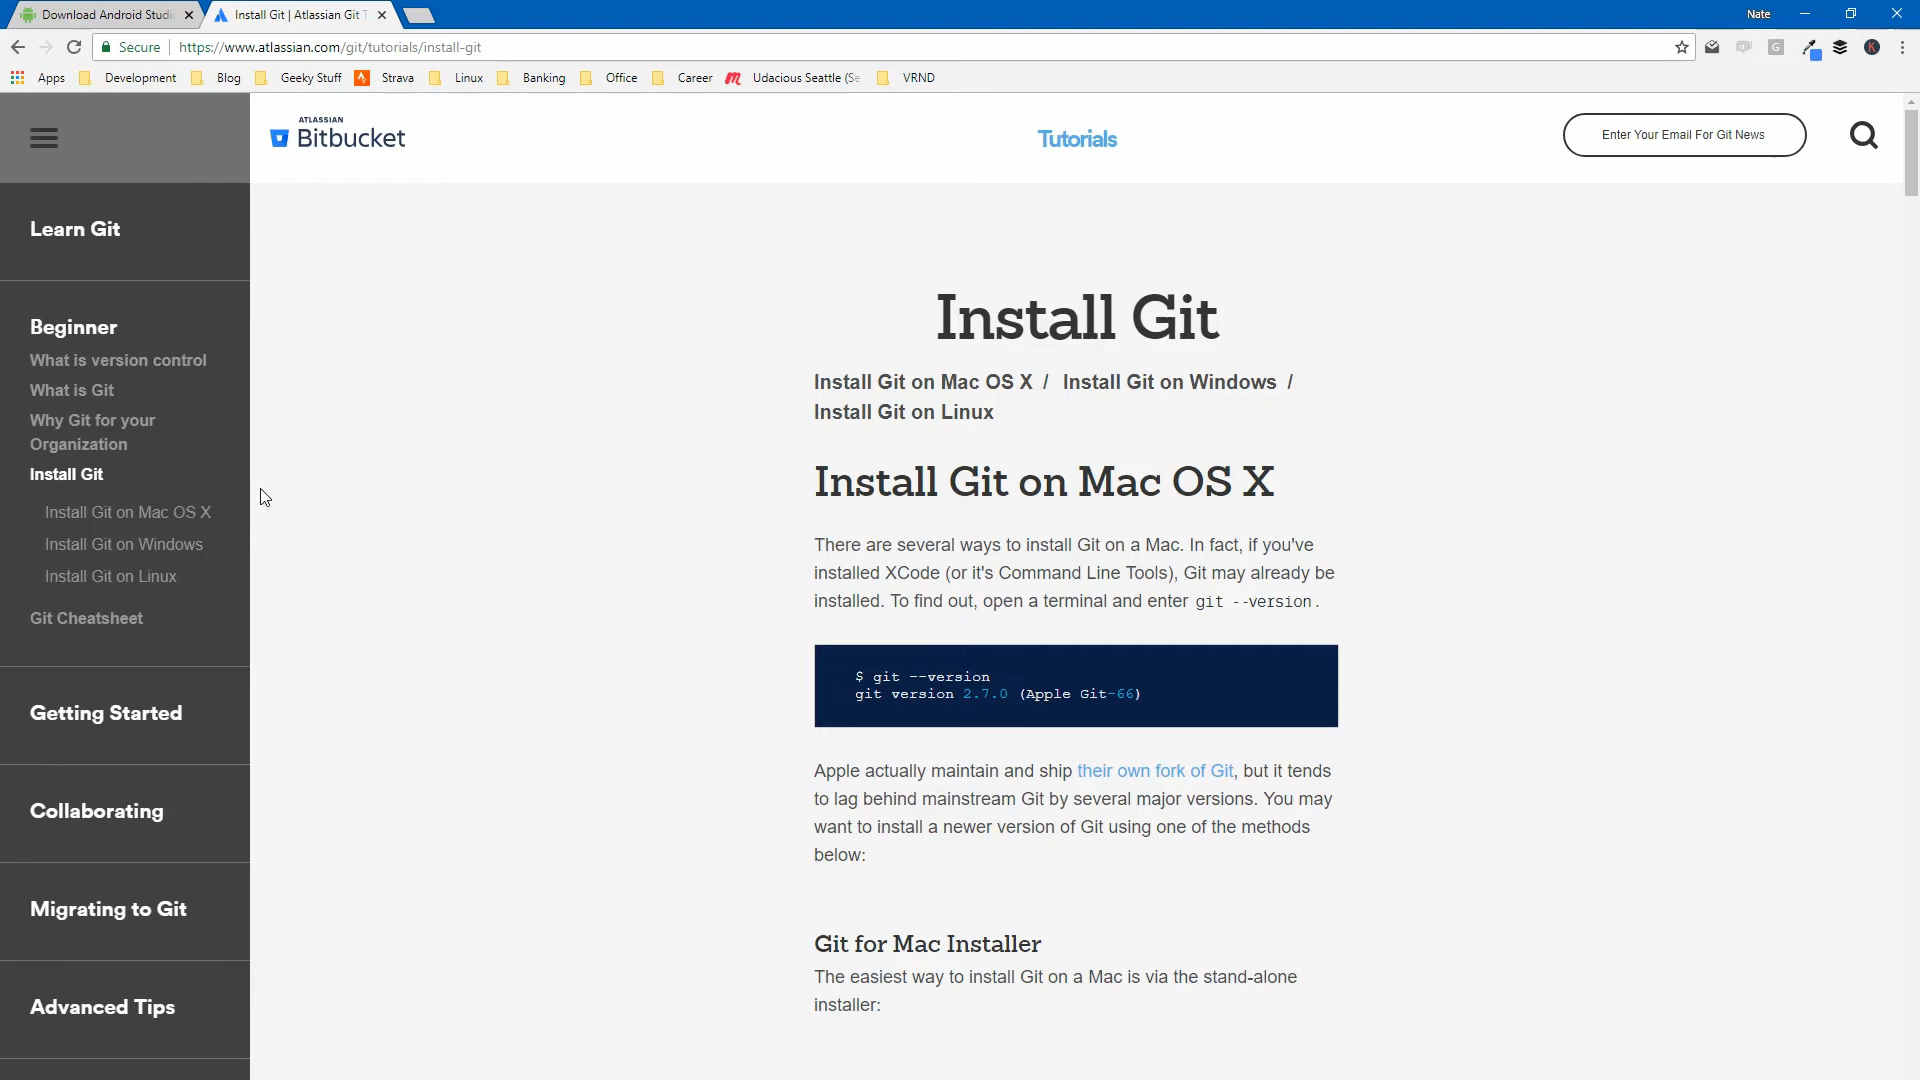 Download Android Studi
Install Git | Atlassian Git T
Nate
Secure
https://www.atlassian.com/git/tutorials/install-git
G
K
Apps
Development
Blog
Geeky Stuff
Strava
Linux
Banking
Office
Career
Udacious Seattle (Se
VRND
ATLASSIAN
Bitbucket
Tutorials
Enter Your Email For Git News
Learn Git
Beginner
What is version control
What is Git
Why Git for your
Organization
Install Git
Install Git on Mac OS X
Install Git on Windows
Install Git on Linux
Git Cheatsheet
Getting Started
Collaborating
Migrating to Git
Advanced Tips
Install Git
Install Git on Mac OS X / Install Git on Windows /
Install Git on Linux
Install Git on Mac OS X
There are several ways to install Git on a Mac. In fact, if you've
installed XCode (or it's Command Line Tools), Git may already be
installed. To find out, open a terminal and enter git --version.
$ git --version
git version 2.7.0 (Apple Git-66)
Apple actually maintain and ship their own fork of Git, but it tends
to lag behind mainstream Git by several major versions. You may
want to install a newer version of Git using one of the methods
below:
Git for Mac Installer
The easiest way to install Git on a Mac is via the stand-alone
installer: